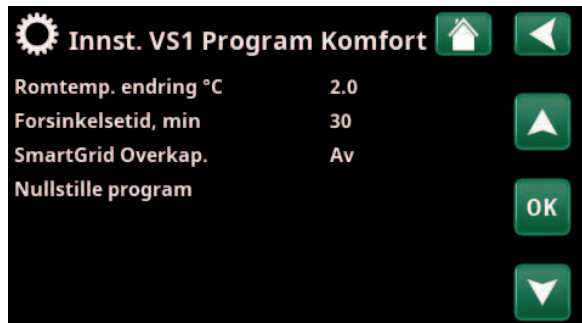 Innst. VS1 Program Komfort
Romtemp. endring °C 2.0
Forsinkelsetid, min 30
SmartGrid Overkap. Av
Nullstille program
OK